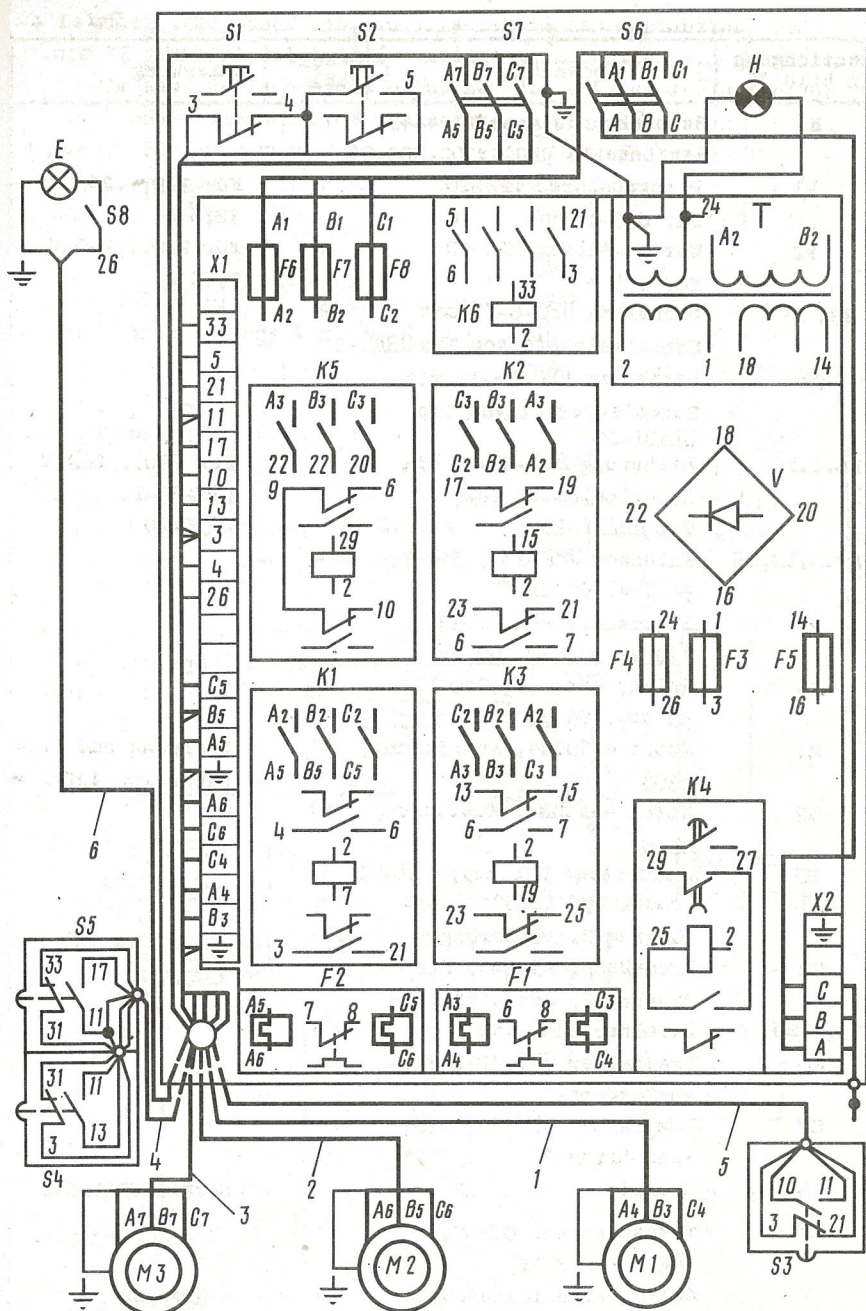 S1 S2 S7 S6 H
A7 B7 C7
A1 B1 C1
3 4 5
A5 B5 C5
A B C
E
S8
26
X1
A1 B1 C1
F6 F7 F8
A2 B2 C2
5 21
6 3
33
K6
2
24
T
A2 B2
2 1 18 14
33
5
21
11
17
10
13
3
4
26
C5
B5
A5
A6
C6
C4
A4
B3
K5
A3 B3 C3
22 22 20
9 6
29
2
10
K2
C3 B3 A3
C2 B2 A2
17 19
15
2
23 21
6 7
18
V
22 20
16
24 1 14
F4 F3 F5
26 3 16
K1
A2 B2 C2
A5 B5 C5
4 6
2
7
3 21
K3
C2 B2 A2
A3 B3 C3
13 15
6 7
2
19
23 25
K4
29 27
25 2
X2
C
B
A
F2
A5 7 8 C5
A6 C6
F1
A3 6 8 C3
A4 C4
6
S5
33 17
31 11
31 11
3 13
S4
4
3
2
1
5
A7 B7 C7
M3
A6 B5 C6
M2
A4 B3 C4
M1
10 11
3 21
S3